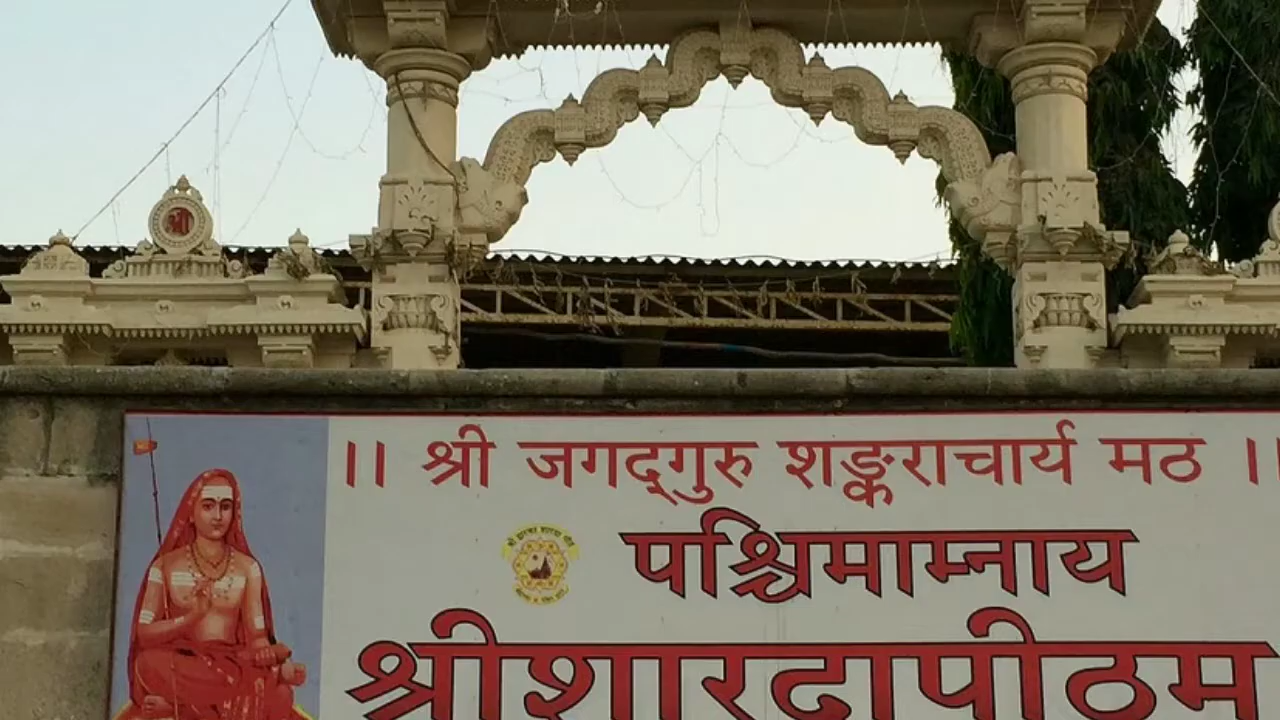 श्री
।। श्री जगद्‌गुरु शङ्कराचार्य मठ ।।
पश्चिमाम्नाय
श्रीशारदापीठम